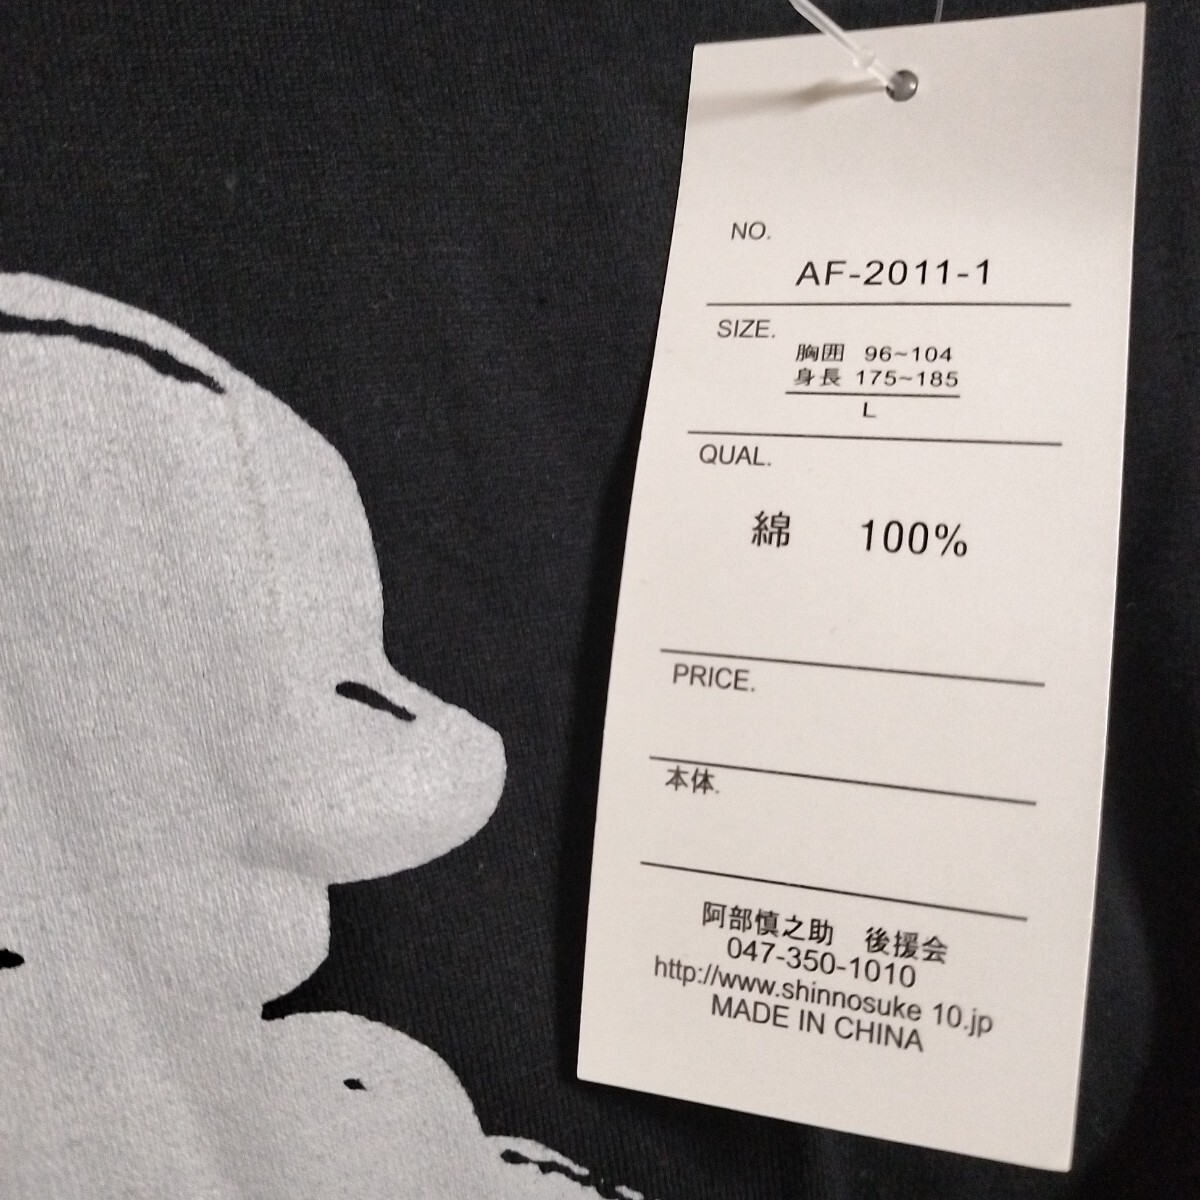 NO.
AF-2011-1
SIZE.
胸囲 96~104
身長 175~185
L
QUAL.
綿 100%
PRICE.
本体.
阿部慎之助 後援会
047-350-1010
http://www.shinnosuke 10.jp
MADE IN CHINA